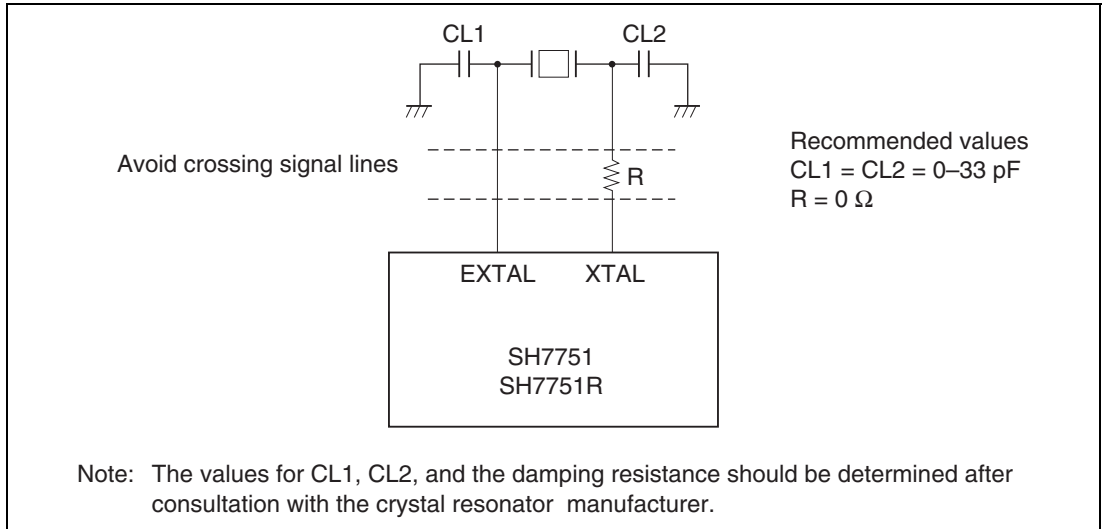 CL1
CL2
Avoid crossing signal lines
R
Recommended values
CL1 = CL2 = 0–33 pF
R = 0 Ω
EXTAL
XTAL
SH7751
SH7751R
Note: The values for CL1, CL2, and the damping resistance should be determined after
consultation with the crystal resonator manufacturer.